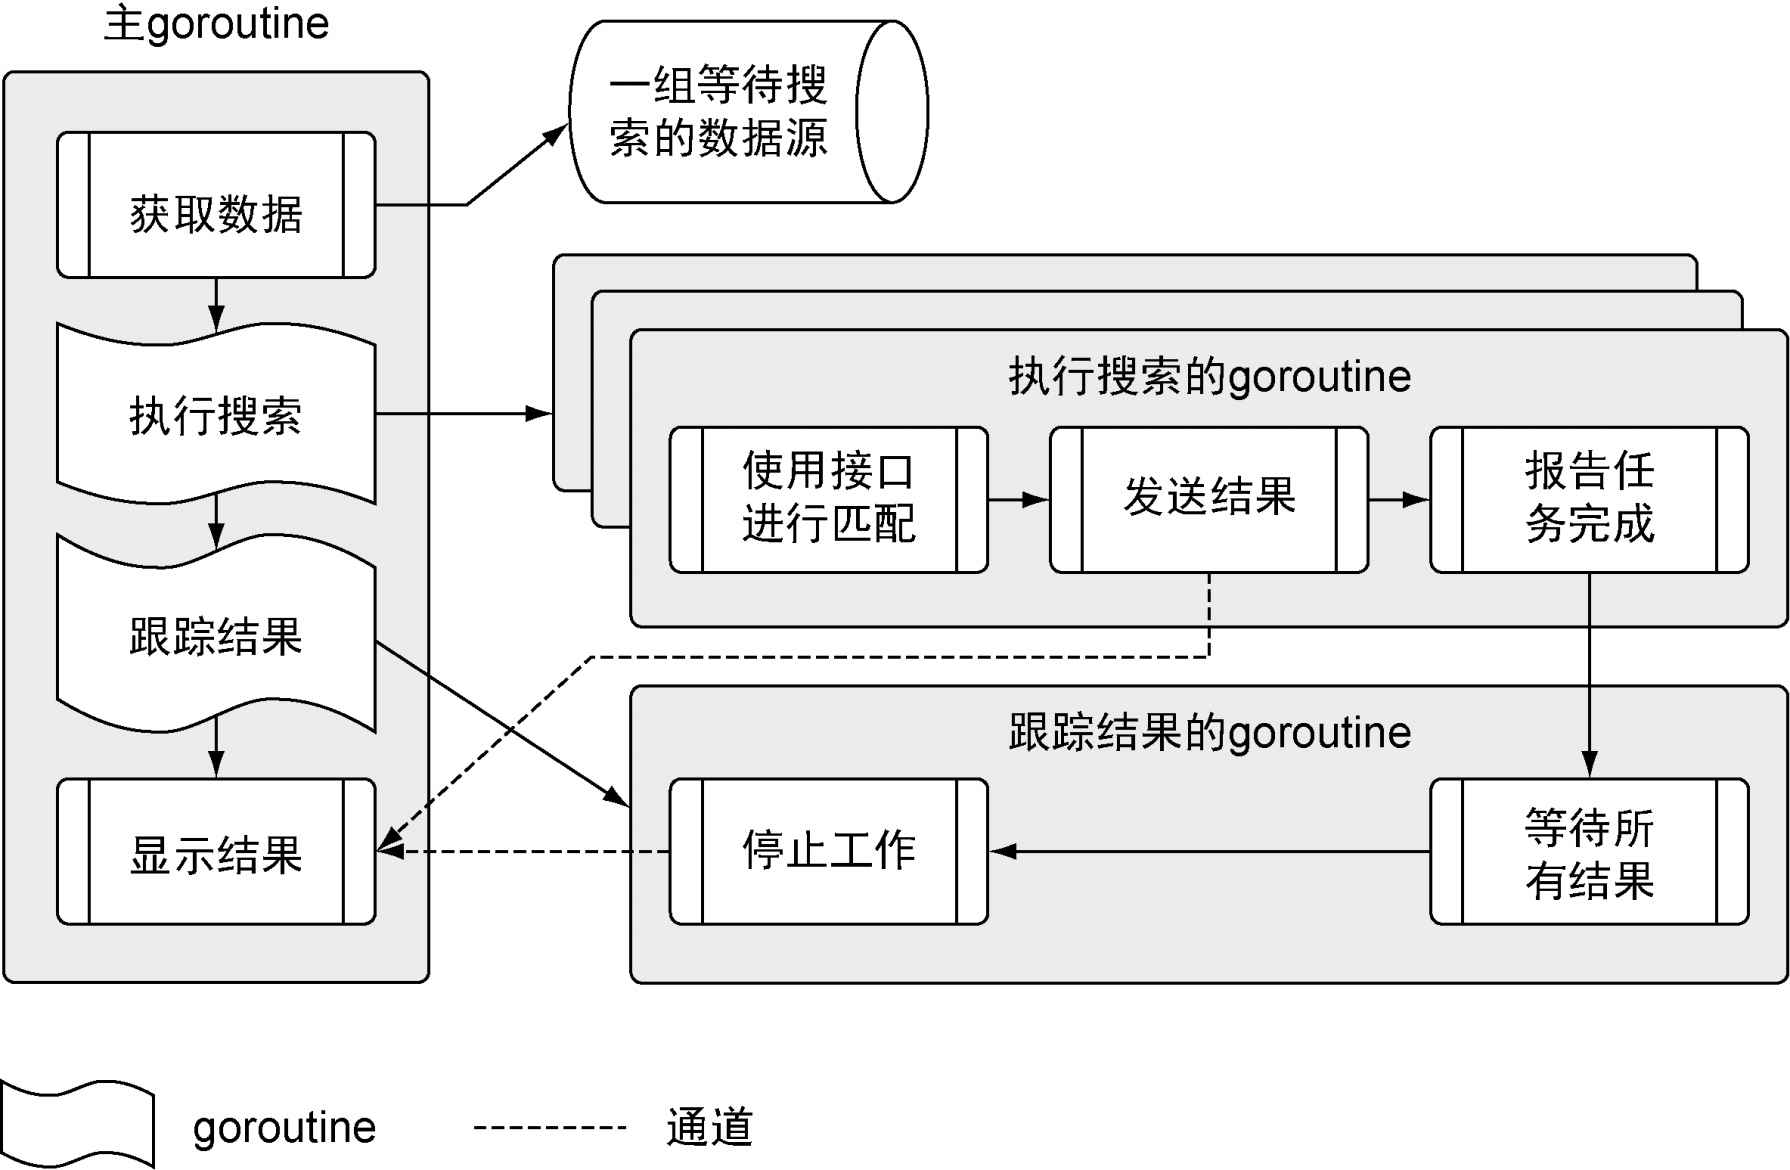 主goroutine
一组等待搜
索的数据源
获取数据
执行搜索
跟踪结果
显示结果
执行搜索的goroutine
使用接口
进行匹配
发送结果
报告任
务完成
跟踪结果的goroutine
停止工作
等待所
有结果
goroutine
通道